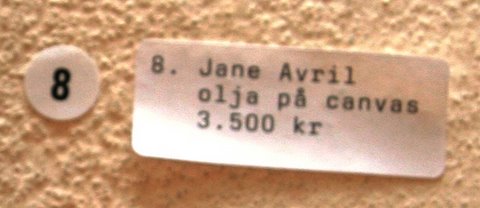 8
8. Jane Avril
olja på canvas
3.500 kr